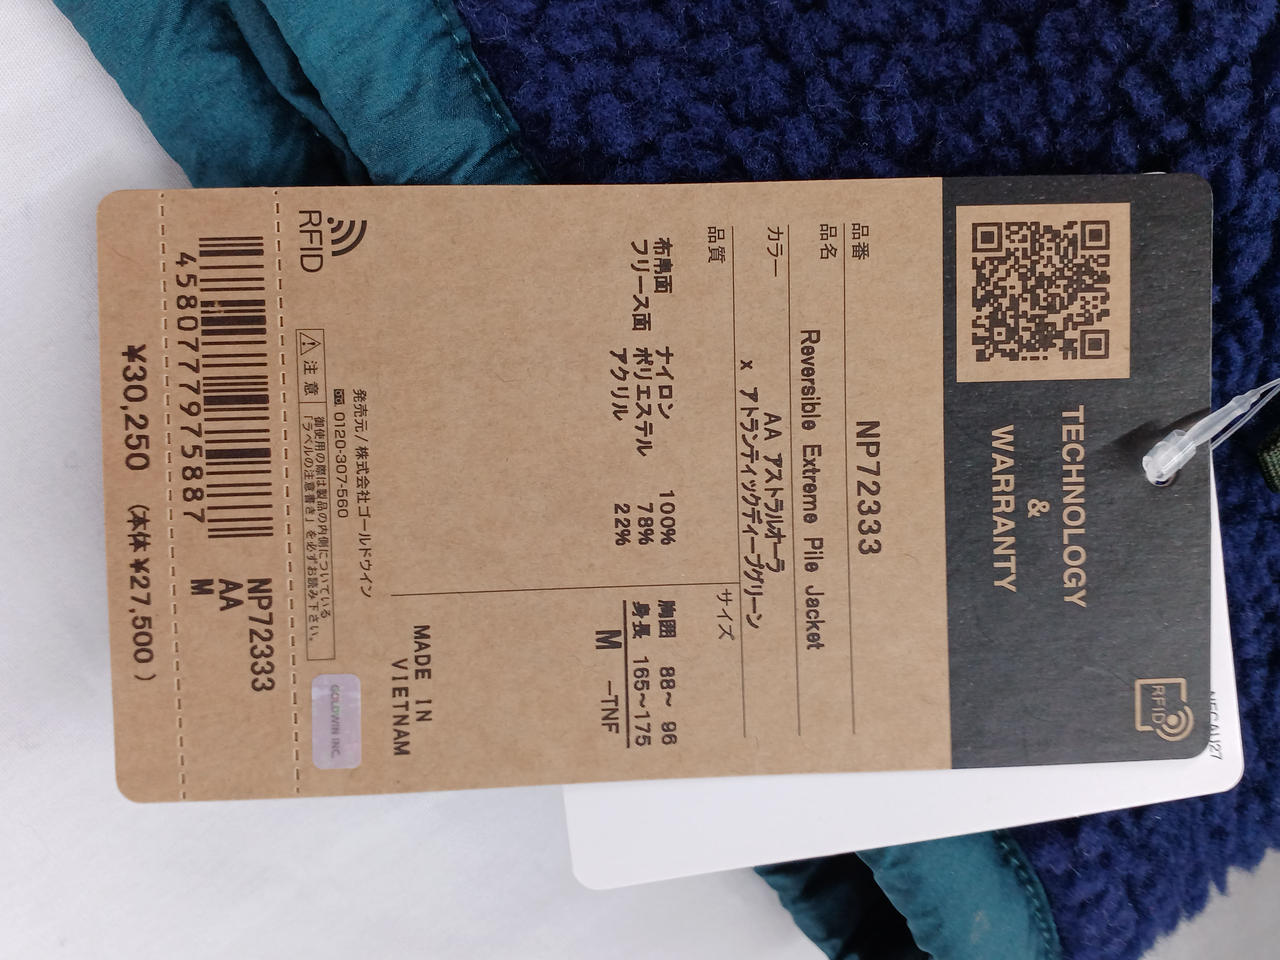 TECHNOLOGY
&
WARRANTY
RFID
品番 NP72333
品名 Reversible Extreme Pile Jacket
カラー AA アストラルオーラ
x アトランティックディープグリーン
品質
布帛面 ナイロン 100%
フリース面 ポリエステル 78%
アクリル 22%
サイズ
胸囲 88～ 96
身長 165～175
M -TNF
MADE IN
VIETNAM
発売元/株式会社ゴールドウイン
0120-307-560
注意 御使用の際は製品の内側についている
「ラベルの注意書き」を必ずお読み下さい。
GOLDWIN INC.
RFID
NP72333
AA
M
4580777975887
¥30,250 （本体 ¥27,500 ）